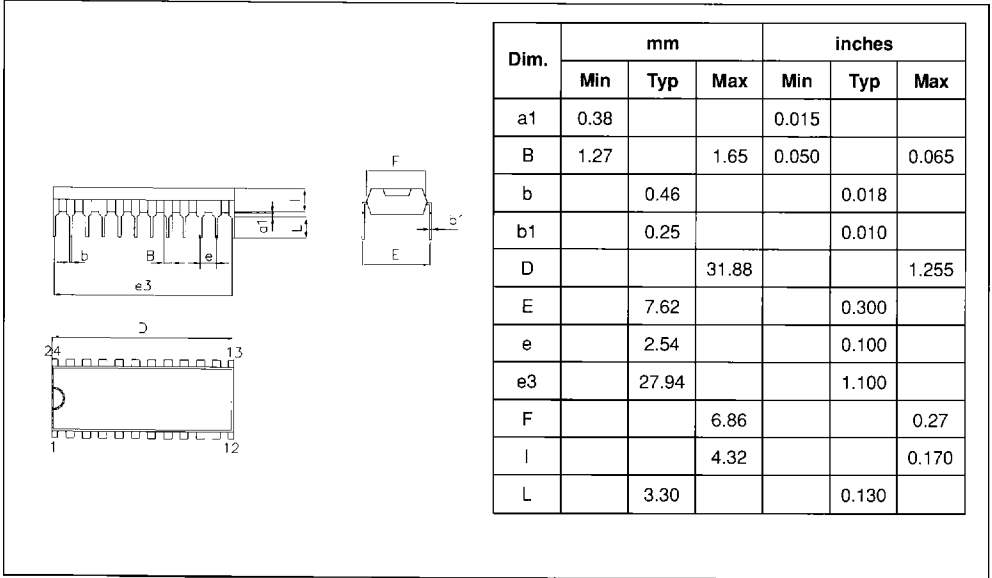 F
I
a1
L
b1
b
B
e
E
e3
D
24 13
1 12
Dim. mm inches
Min Typ Max Min Typ Max
a1 0.38 0.015
B 1.27 1.65 0.050 0.065
b 0.46 0.018
b1 0.25 0.010
D 31.88 1.255
E 7.62 0.300
e 2.54 0.100
e3 27.94 1.100
F 6.86 0.27
I 4.32 0.170
L 3.30 0.130